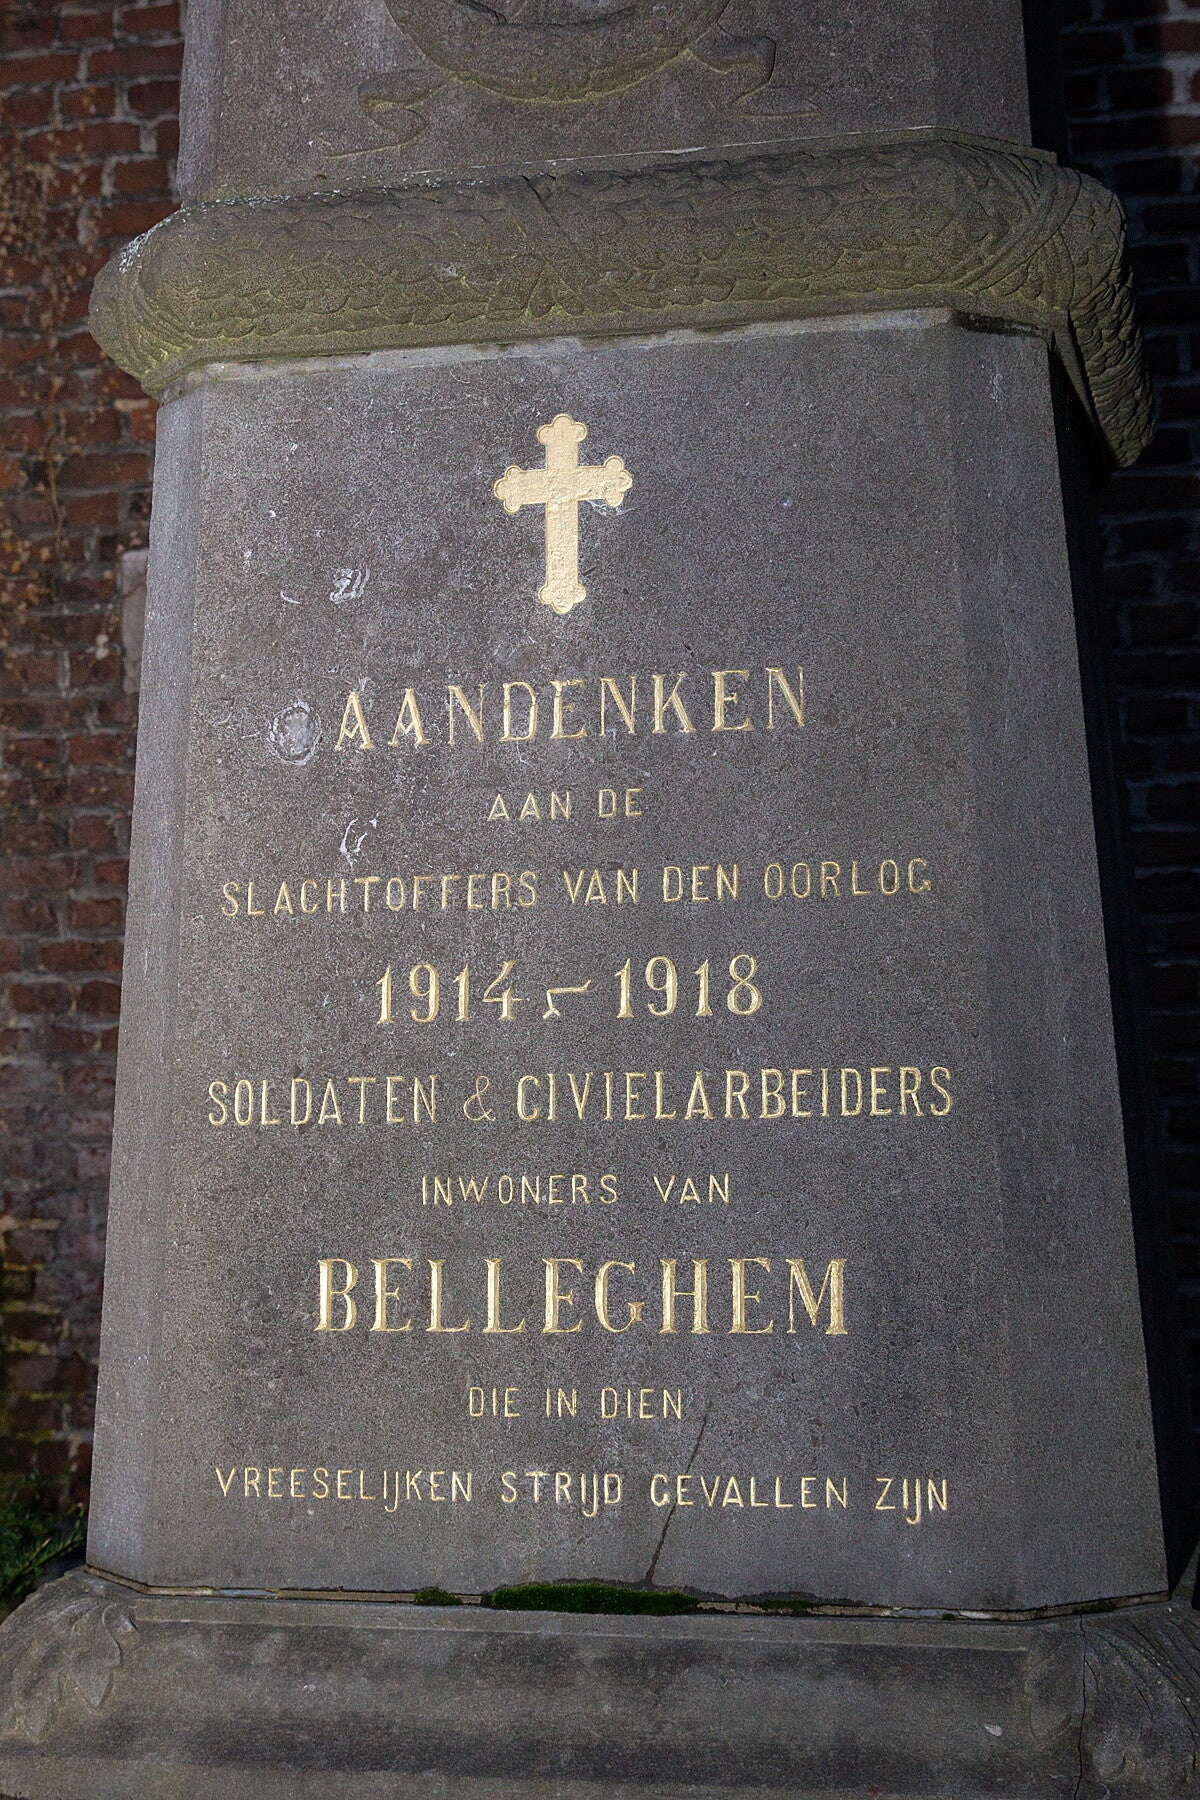 AANDENKEN
AAN DE
SLACHTOFFERS VAN DEN OORLOG
1914 - 1918
SOLDATEN & CIVIELARBEIDERS
INWONERS VAN
BELLEGHEM
DIE IN DIEN
VREESELIJKEN STRIJD GEVALLEN ZIJN